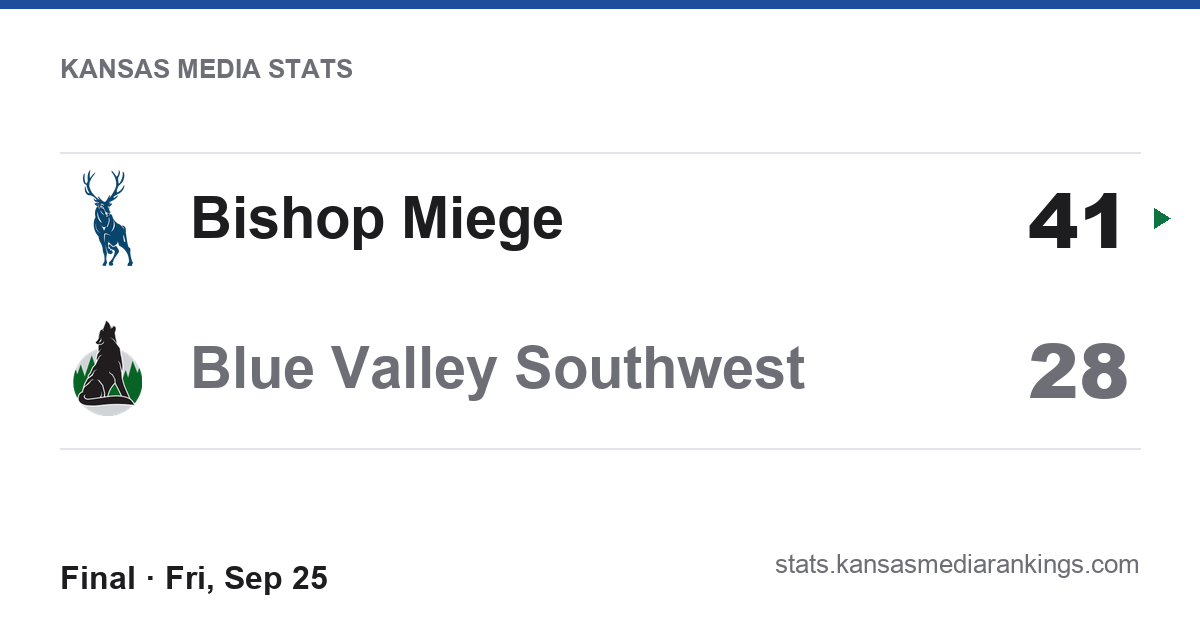 KANSAS MEDIA STATS
Bishop Miege 41
Blue Valley Southwest 28
Final · Fri, Sep 25
stats.kansasmediarankings.com